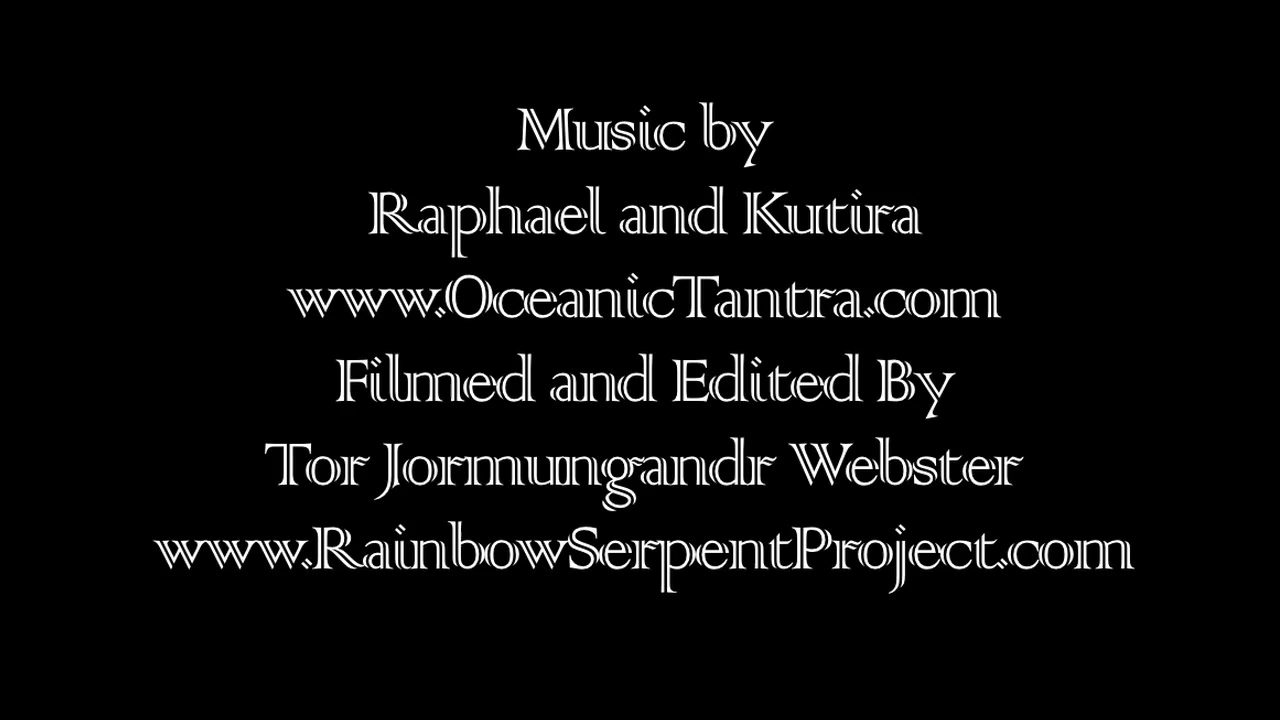 Music by
Raphael and Kutira
www.OceanicTantra.com
Filmed and Edited By
Tor Jormungandr Webster
www.RainbowSerpentProject.com